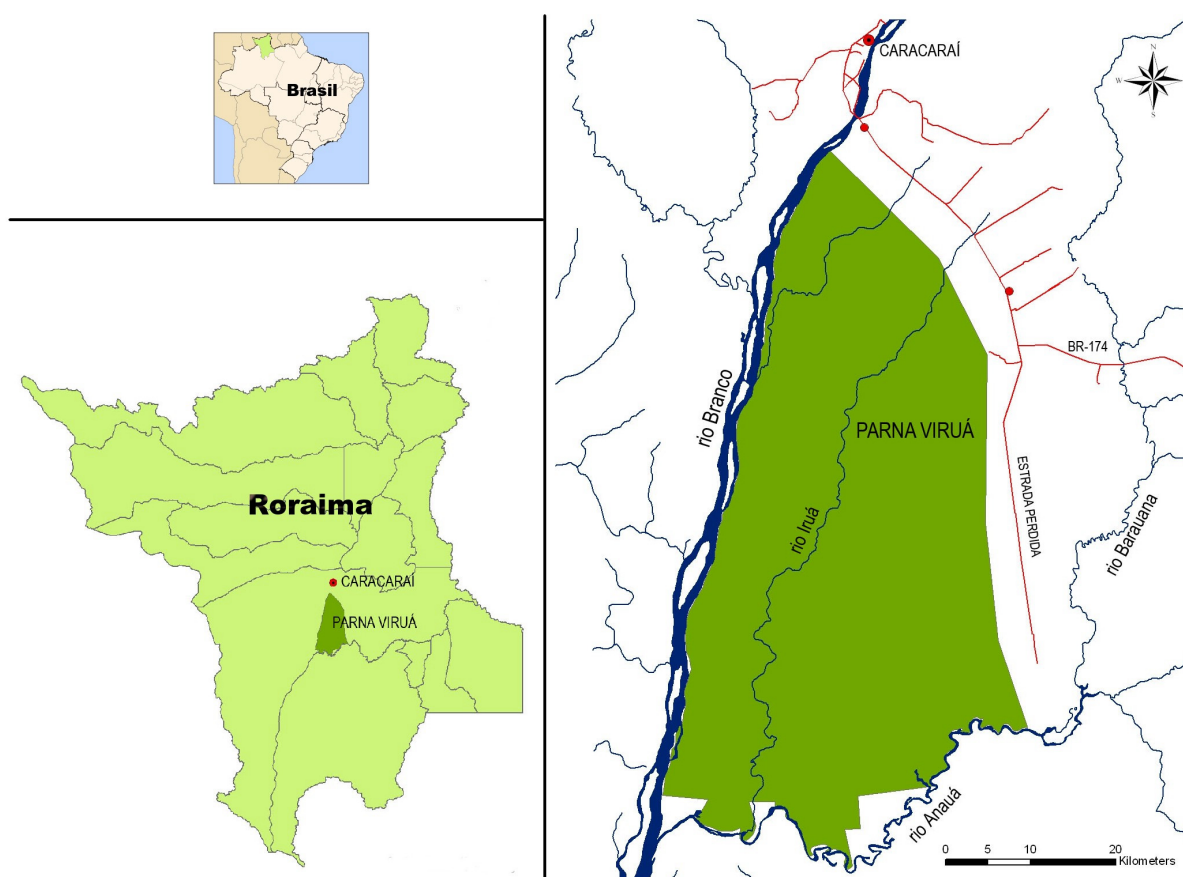 Brasil
Roraima
CARACARAÍ
PARNA VIRUÁ
CARACARAÍ
N
W
E
S
BR-174
rio Branco
PARNA VIRUÁ
rio Iruá
ESTRADA PERDIDA
rio Barauana
rio Anauá
0 5 10 20
Kilometers